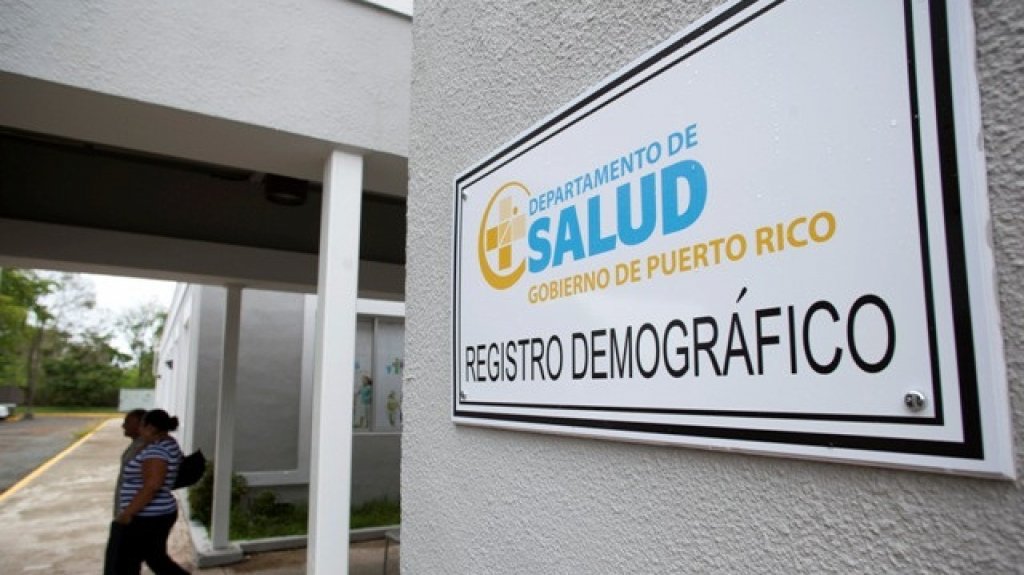 DEPARTAMENTO DE
SALUD
GOBIERNO DE PUERTO RICO
REGISTRO DEMOGRÁFICO